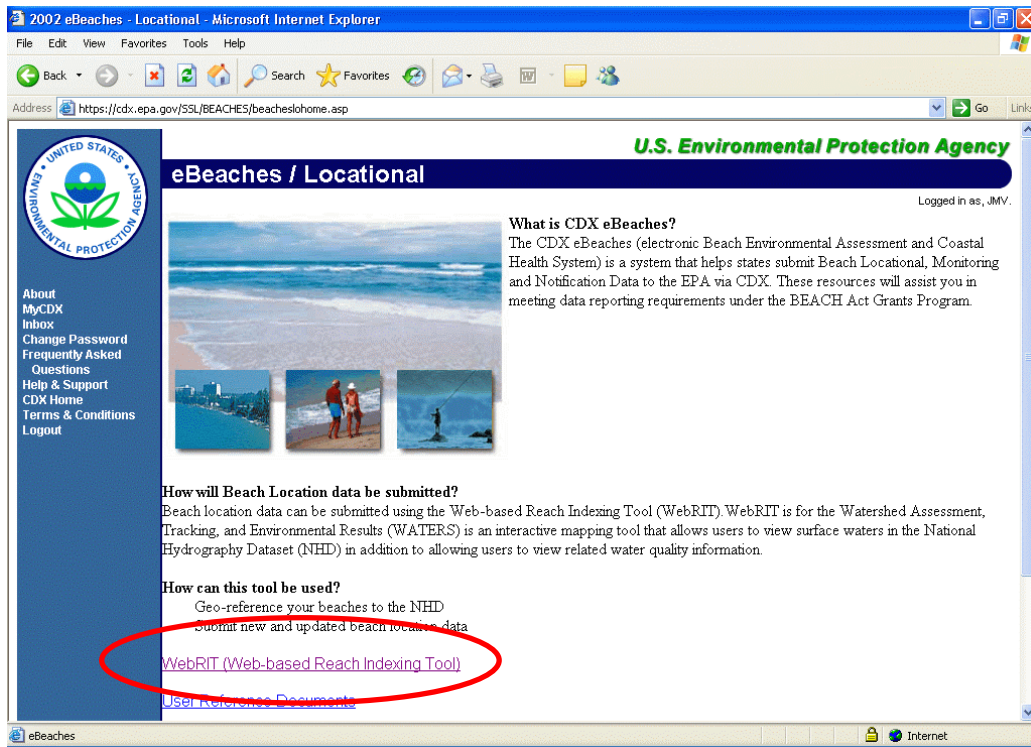 2002 eBeaches - Locational - Microsoft Internet Explorer
File Edit View Favorites Tools Help
Back Search Favorites
Address https://cdx.epa.gov/SSL/BEACHES/beacheslohome.asp Go Links
UNITED STATES ENVIRONMENTAL PROTECTION AGENCY
U.S. Environmental Protection Agency
eBeaches / Locational
Logged in as, JMV.
About
MyCDX
Inbox
Change Password
Frequently Asked
Questions
Help & Support
CDX Home
Terms & Conditions
Logout
What is CDX eBeaches?
The CDX eBeaches (electronic Beach Environmental Assessment and Coastal
Health System) is a system that helps states submit Beach Locational, Monitoring
and Notification Data to the EPA via CDX. These resources will assist you in
meeting data reporting requirements under the BEACH Act Grants Program.
How will Beach Location data be submitted?
Beach location data can be submitted using the Web-based Reach Indexing Tool (WebRIT).WebRIT is for the Watershed Assessment,
Tracking, and Environmental Results (WATERS) is an interactive mapping tool that allows users to view surface waters in the National
Hydrography Dataset (NHD) in addition to allowing users to view related water quality information.
How can this tool be used?
Geo-reference your beaches to the NHD
Submit new and updated beach location data
WebRIT (Web-based Reach Indexing Tool)
User Reference Documents
eBeaches Internet